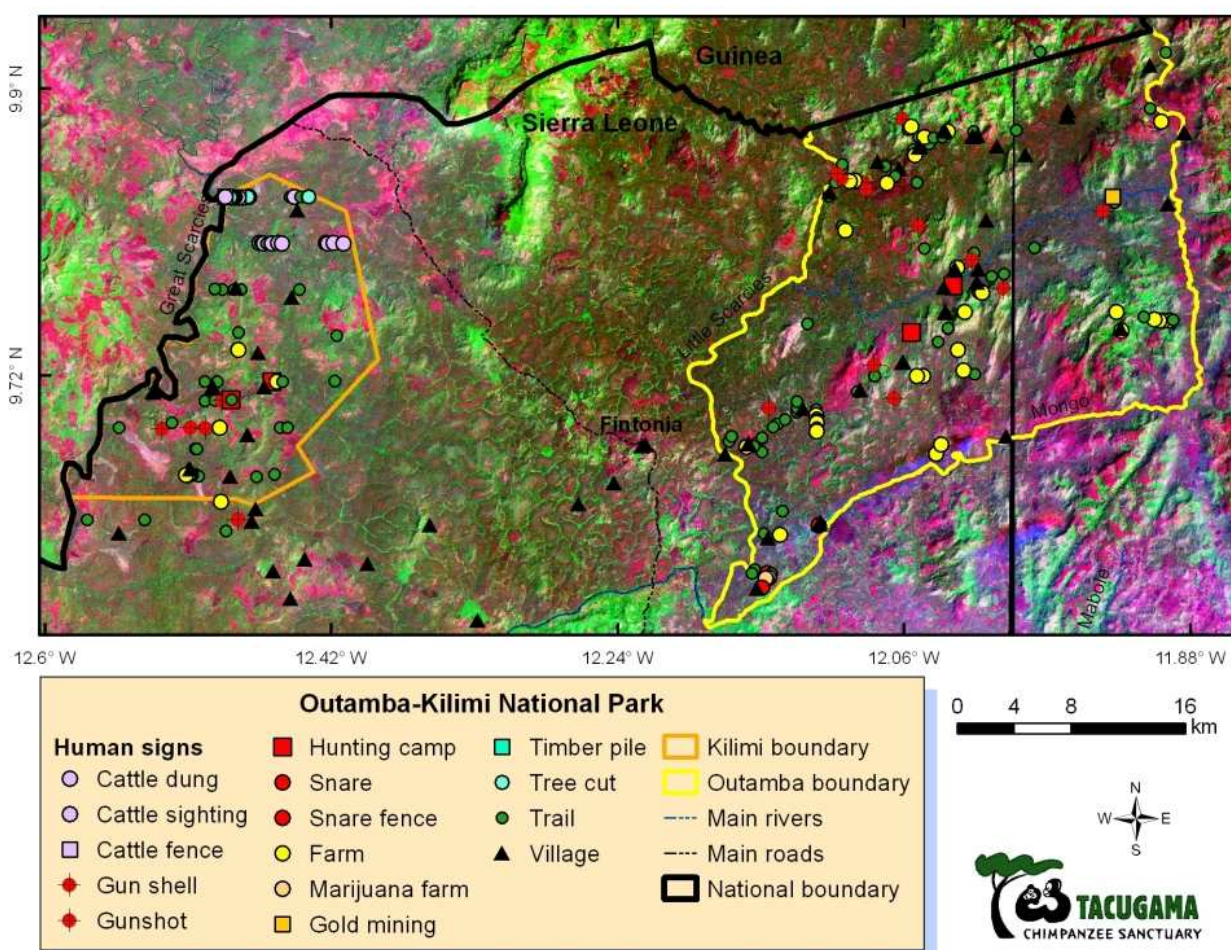 Guinea
Sierra Leone
9.9° N
Great Scarcies
Little Scarcies
9.72° N
Fintonia
Mongo
Mabole
12.6° W
12.42° W
12.24° W
12.06° W
11.88° W
Outamba-Kilimi National Park
Human signs
Cattle dung
Cattle sighting
Cattle fence
Gun shell
Gunshot
Hunting camp
Snare
Snare fence
Farm
Marijuana farm
Gold mining
Timber pile
Tree cut
Trail
Village
Kilimi boundary
Outamba boundary
Main rivers
Main roads
National boundary
0 4 8 16
km
N
W E
S
TACUGAMA
CHIMPANZEE SANCTUARY